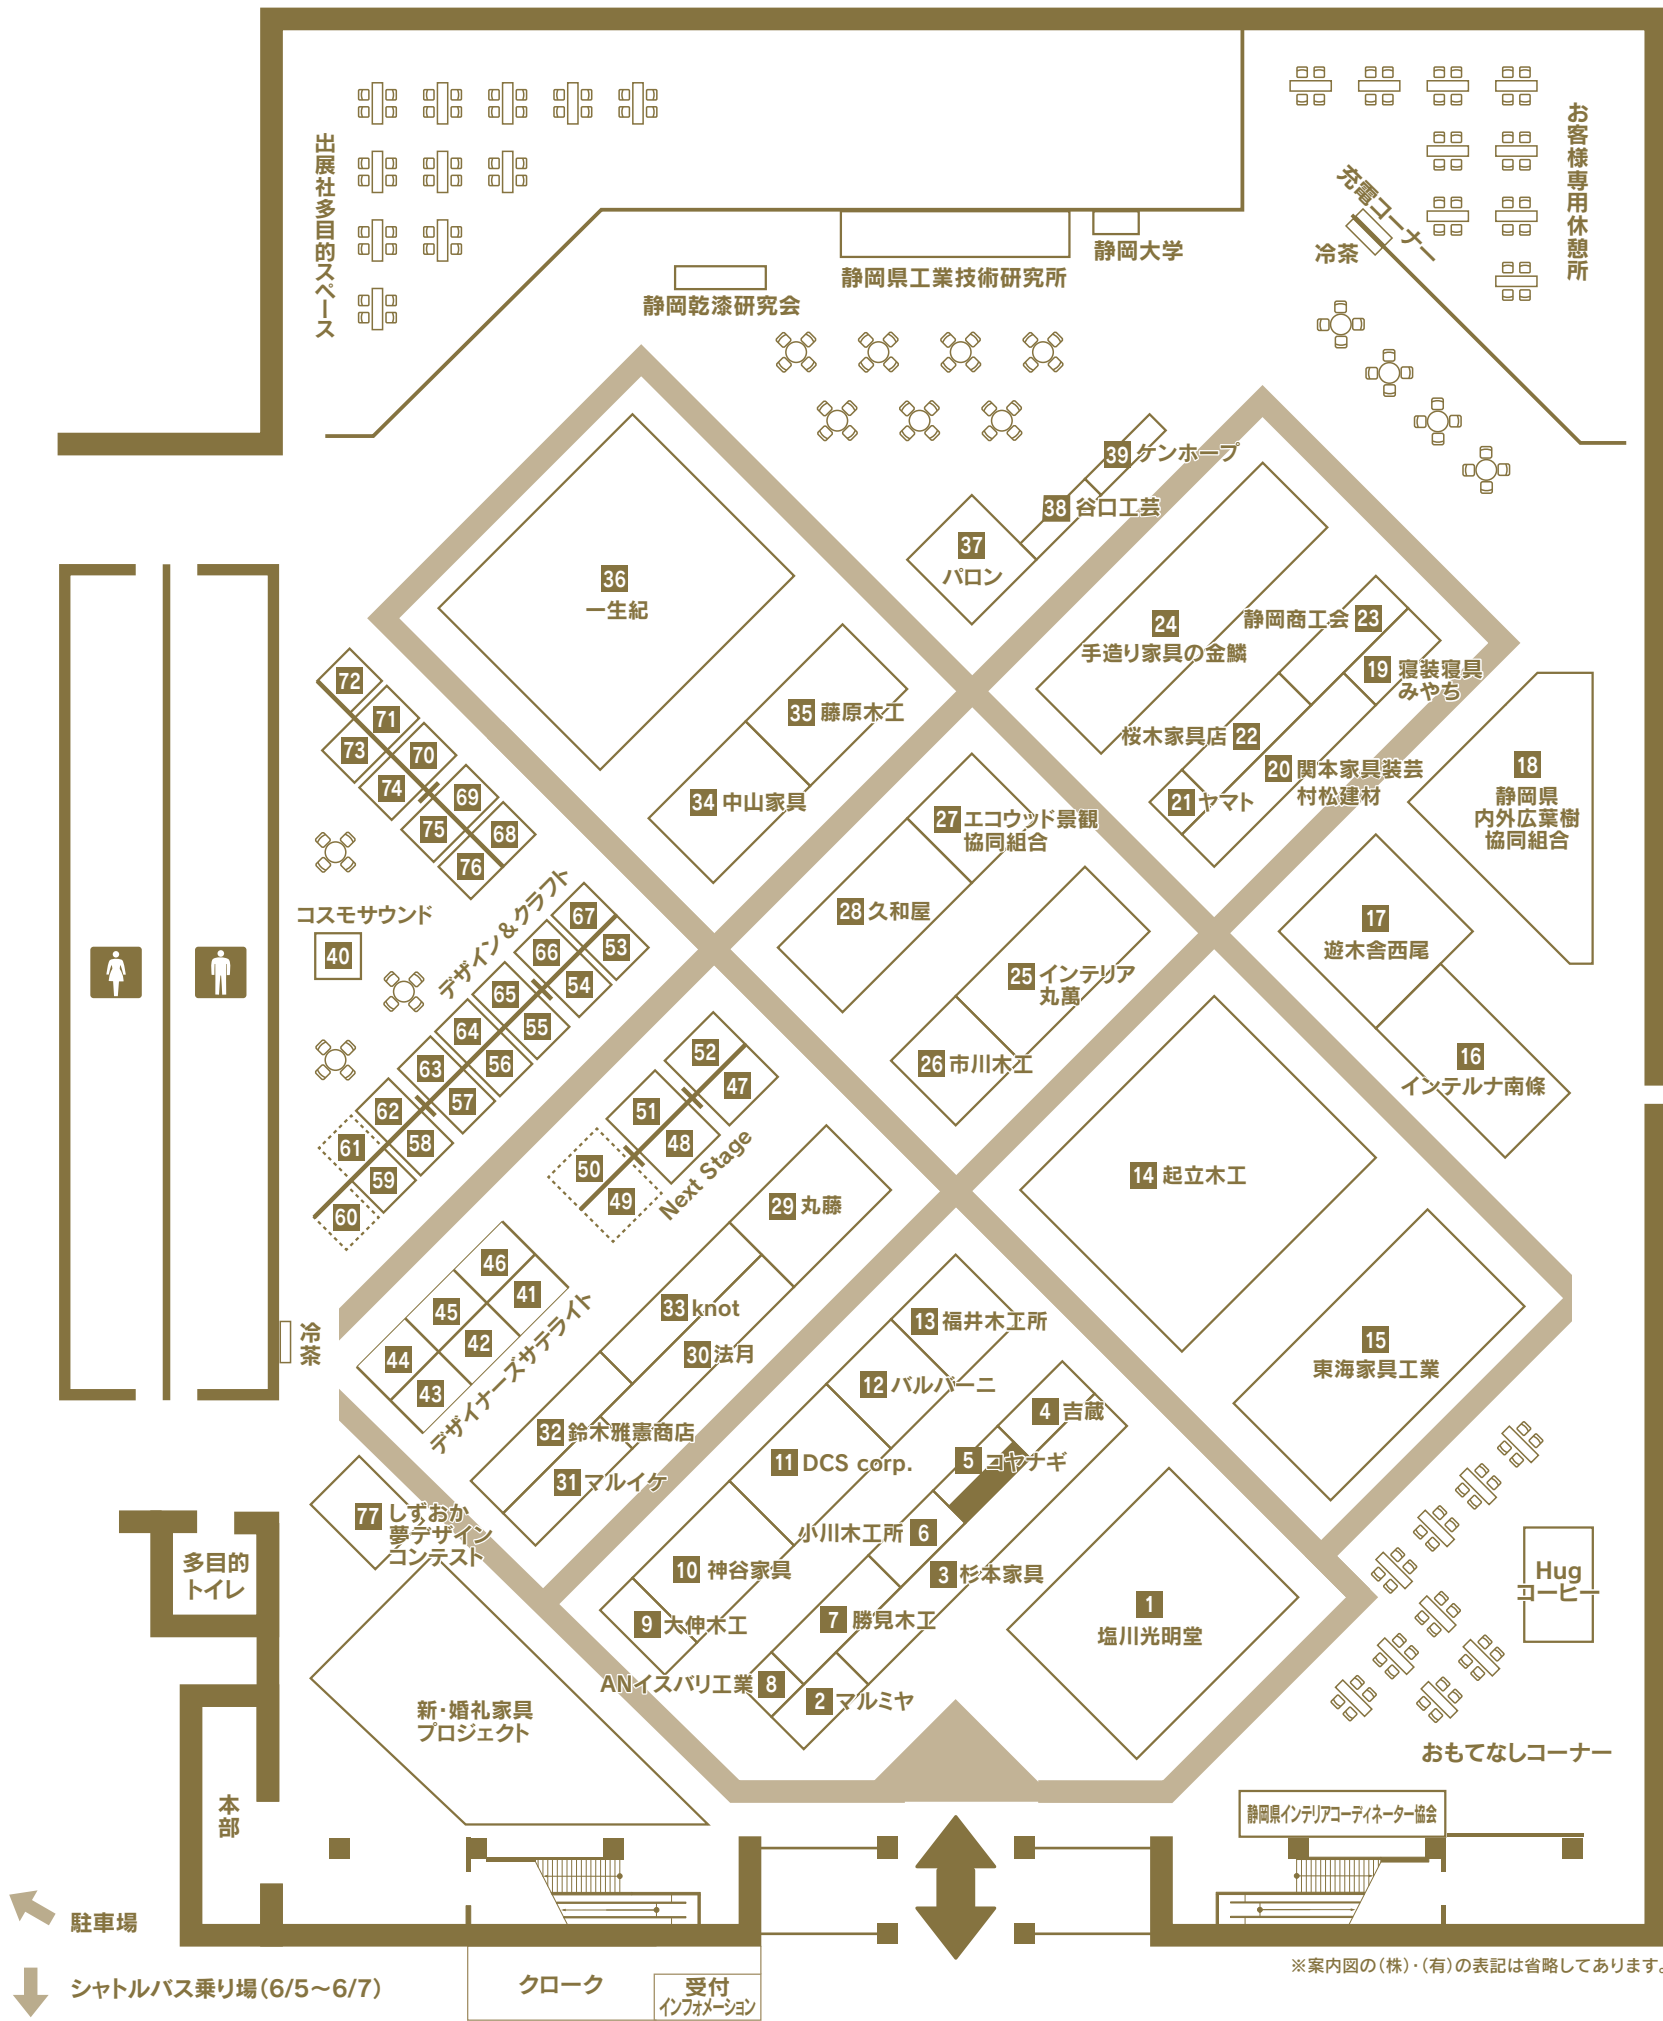 出展社多目的スペース
お客様専用休憩所
充電コーナー
冷茶
静岡大学
静岡県工業技術研究所
静岡乾漆研究会
39 ケンホープ
38 谷口工芸
37
パロン
36
一生紀
24
手造り家具の金鱗
静岡商工会 23
19 寝装寝具
みやち
35 藤原木工
桜木家具店 22
20 関本家具装芸
村松建材
21 ヤマト
34 中山家具
18
静岡県
内外広葉樹
協同組合
27 エコウッド景観
協同組合
28 久和屋
17
遊木舎西尾
25 インテリア
丸萬
26 市川木工
16
インテルナ南條
72
71
73
70
74
69
75
68
76
コスモサウンド
40
デザイン&クラフト
67
53
66
54
65
55
64
56
63
57
62
58
61
59
60
52
47
51
48
50
49
Next Stage
14 起立木工
29 丸藤
46
41
45
42
44
43
デザイナーズサテライト
冷茶
33 knot
30 法月
13 福井木工所
15
東海家具工業
12 バルバーニ
4 吉蔵
32 鈴木雅憲商店
11 DCS corp.
5 コヤナギ
31 マルイケ
77 しずおか
夢デザイン
コンテスト
小川木工所 6
多目的
トイレ
10 神谷家具
3 杉本家具
Hug
コーヒー
9 大伸木工
7 勝見木工
1
塩川光明堂
ANイスバリ工業 8
2 マルミヤ
新・婚礼家具
プロジェクト
おもてなしコーナー
本部
静岡県インテリアコーディネーター協会
駐車場
シャトルバス乗り場(6/5〜6/7)
クローク
受付
インフォメーション
※案内図の(株)・(有)の表記は省略してあります。